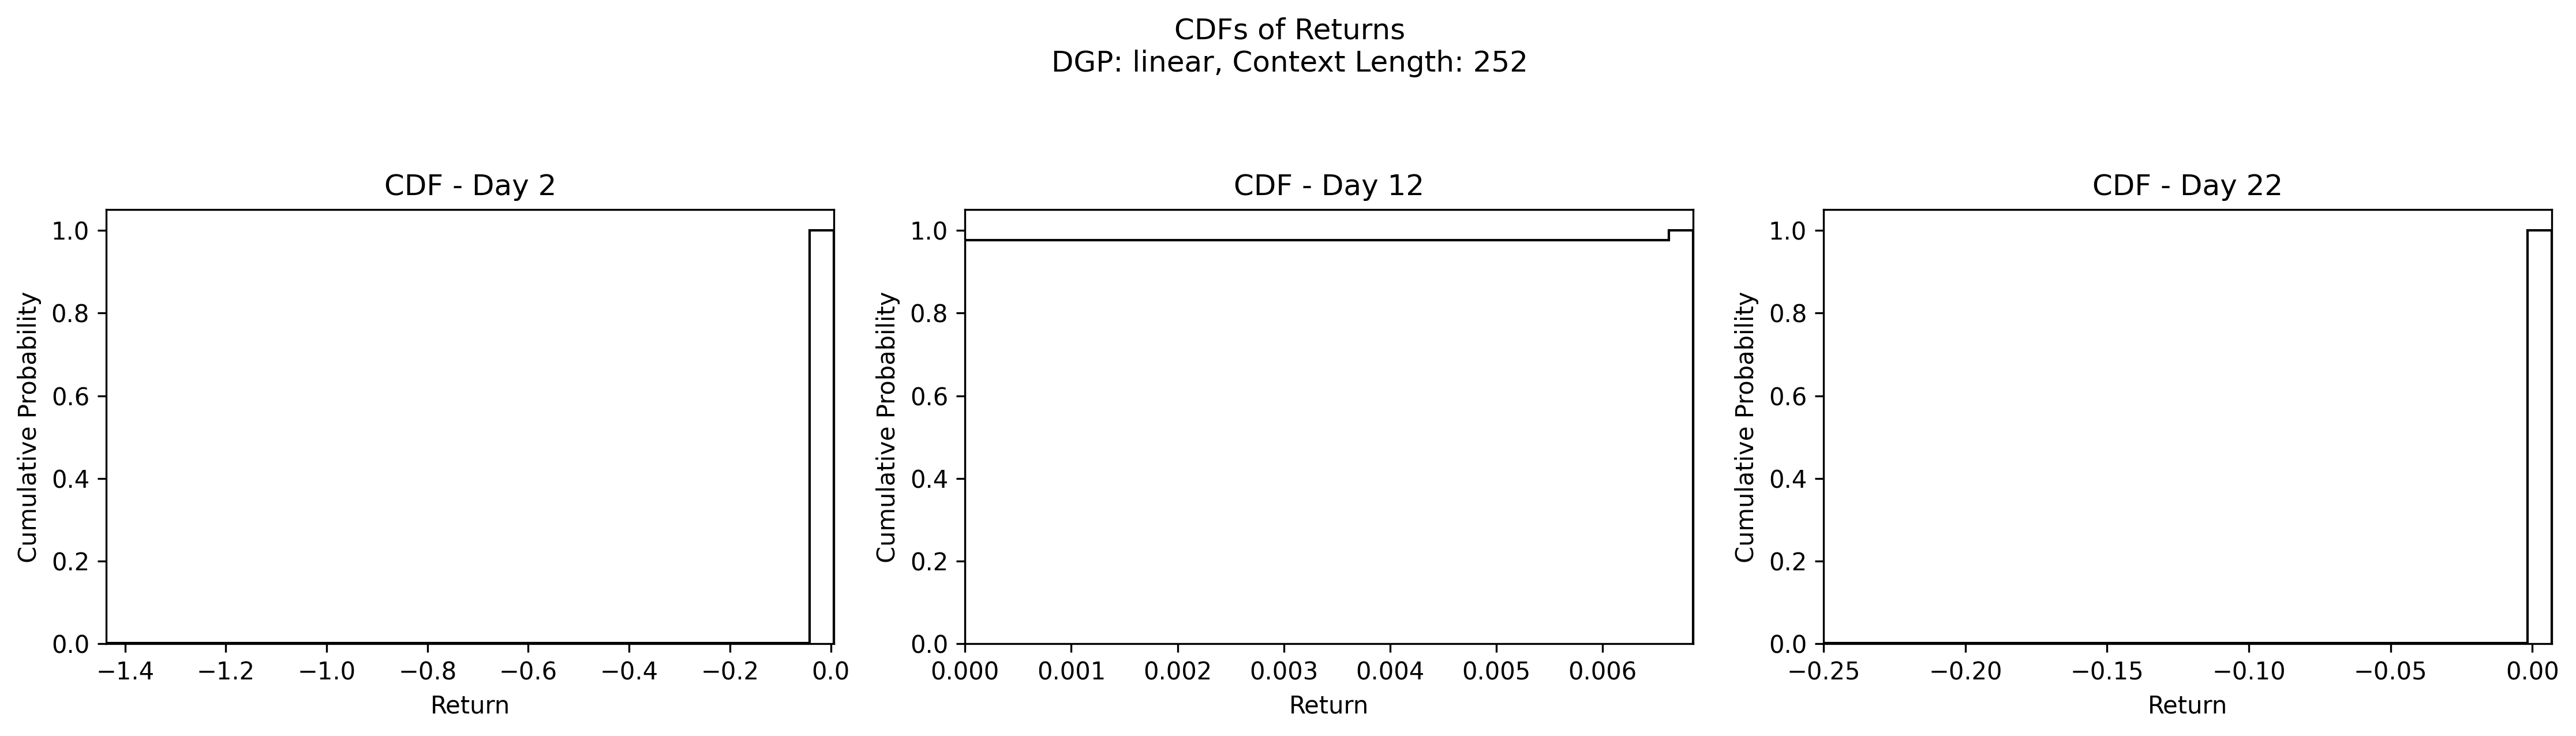 CDFs of Returns
DGP: linear, Context Length: 252
CDF - Day 2
1.0
0.8
0.6
0.4
0.2
0.0
Cumulative Probability
−1.4 −1.2 −1.0 −0.8 −0.6 −0.4 −0.2 0.0
Return
CDF - Day 12
1.0
0.8
0.6
0.4
0.2
0.0
Cumulative Probability
0.000 0.001 0.002 0.003 0.004 0.005 0.006
Return
CDF - Day 22
1.0
0.8
0.6
0.4
0.2
0.0
Cumulative Probability
−0.25 −0.20 −0.15 −0.10 −0.05 0.00
Return